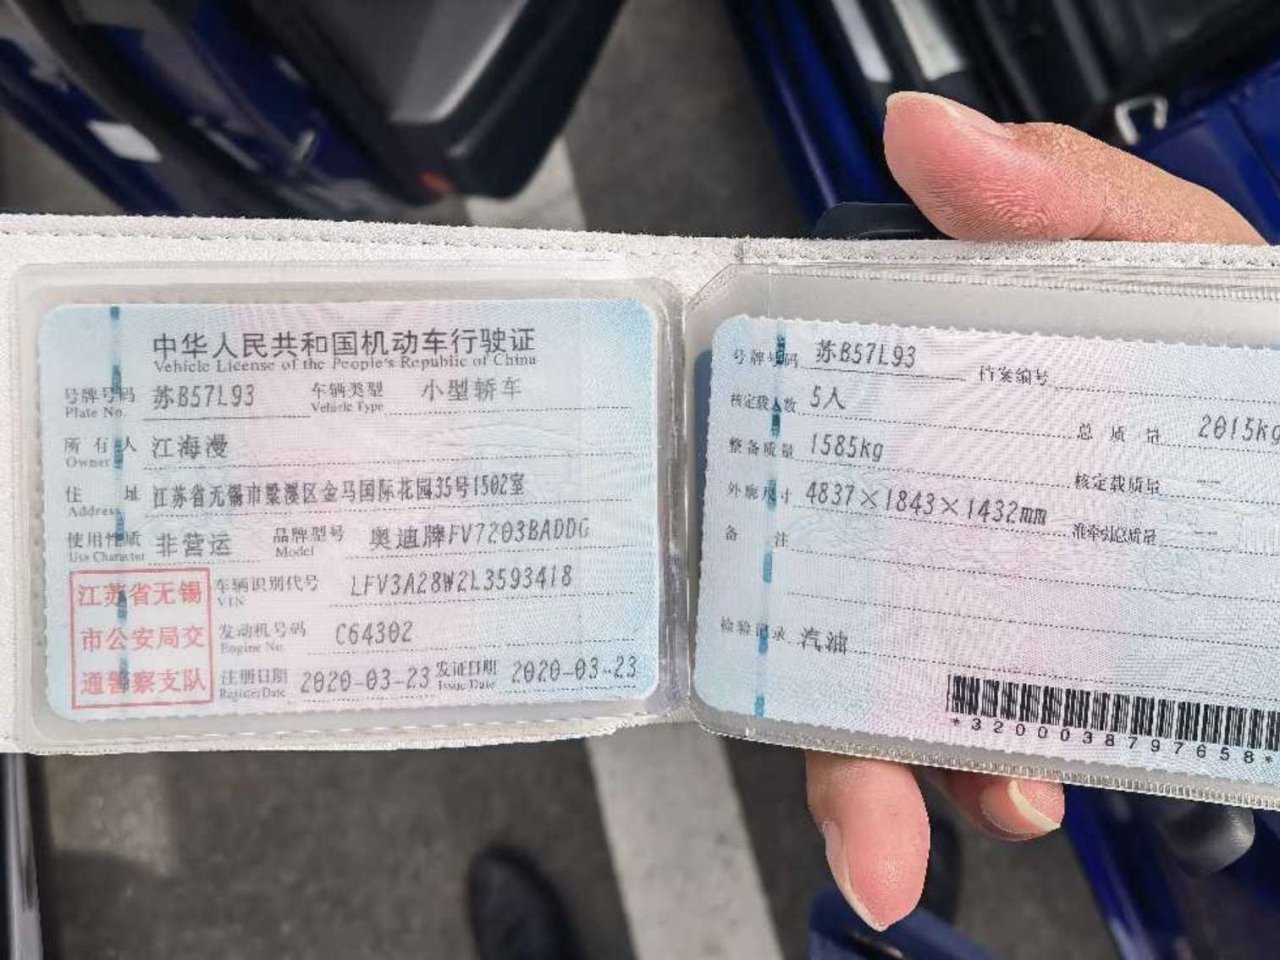 中华人民共和国机动车行驶证
Vehicle License of the People's Republic of China
号牌号码 苏B57L93 车辆类型 小型轿车
Plate No. Vehicle Type
所有人 江海漫
Owner
住址 江苏省无锡市梁溪区金马国际花园35号1502室
Address
使用性质 非营运 品牌型号 奥迪牌FV7203BADDG
Use Character Model
江苏省无锡
市公安局交
通警察支队
车辆识别代号 LFV3A28W2L3593418
VIN
发动机号码 C64302
Engine No.
注册日期 2020-03-23 发证日期 2020-03-23
Register Date Issue Date
号牌号码 苏B57L93 档案编号
核定载人数 5人 总质量 2015kg
整备质量 1585kg 核定载质量 --
外廓尺寸 4837×1843×1432mm 准牵引总质量 --
备注
检验记录 汽油
*3200038797658*